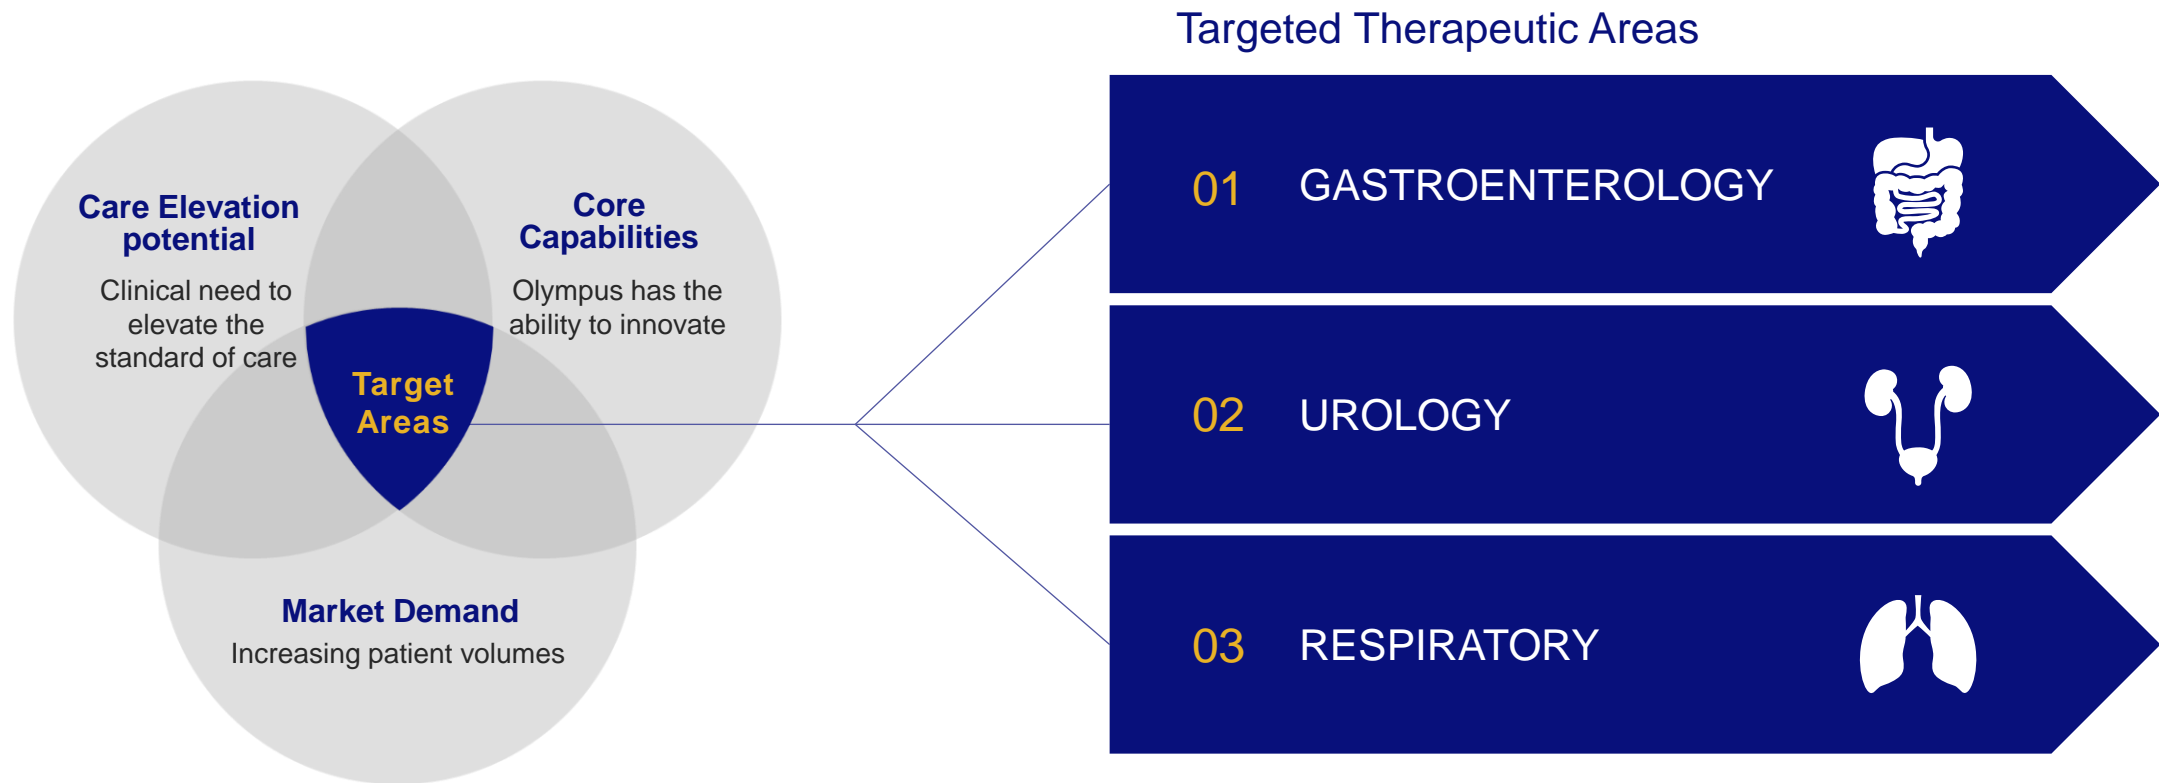 Targeted Therapeutic Areas
Care Elevation
potential
Clinical need to
elevate the
standard of care
Core
Capabilities
Olympus has the
ability to innovate
Target
Areas
Market Demand
Increasing patient volumes
01 GASTROENTEROLOGY
02 UROLOGY
03 RESPIRATORY